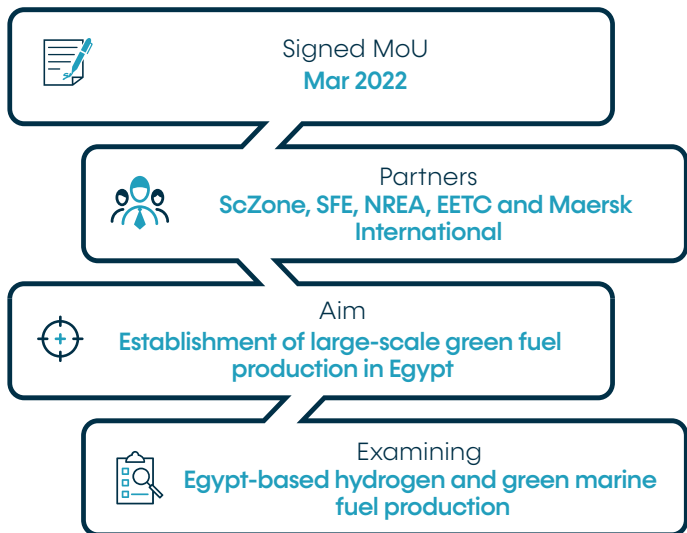 Signed MoU
Mar 2022
Partners
ScZone, SFE, NREA, EETC and Maersk
International
Aim
Establishment of large-scale green fuel
production in Egypt
Examining
Egypt-based hydrogen and green marine
fuel production